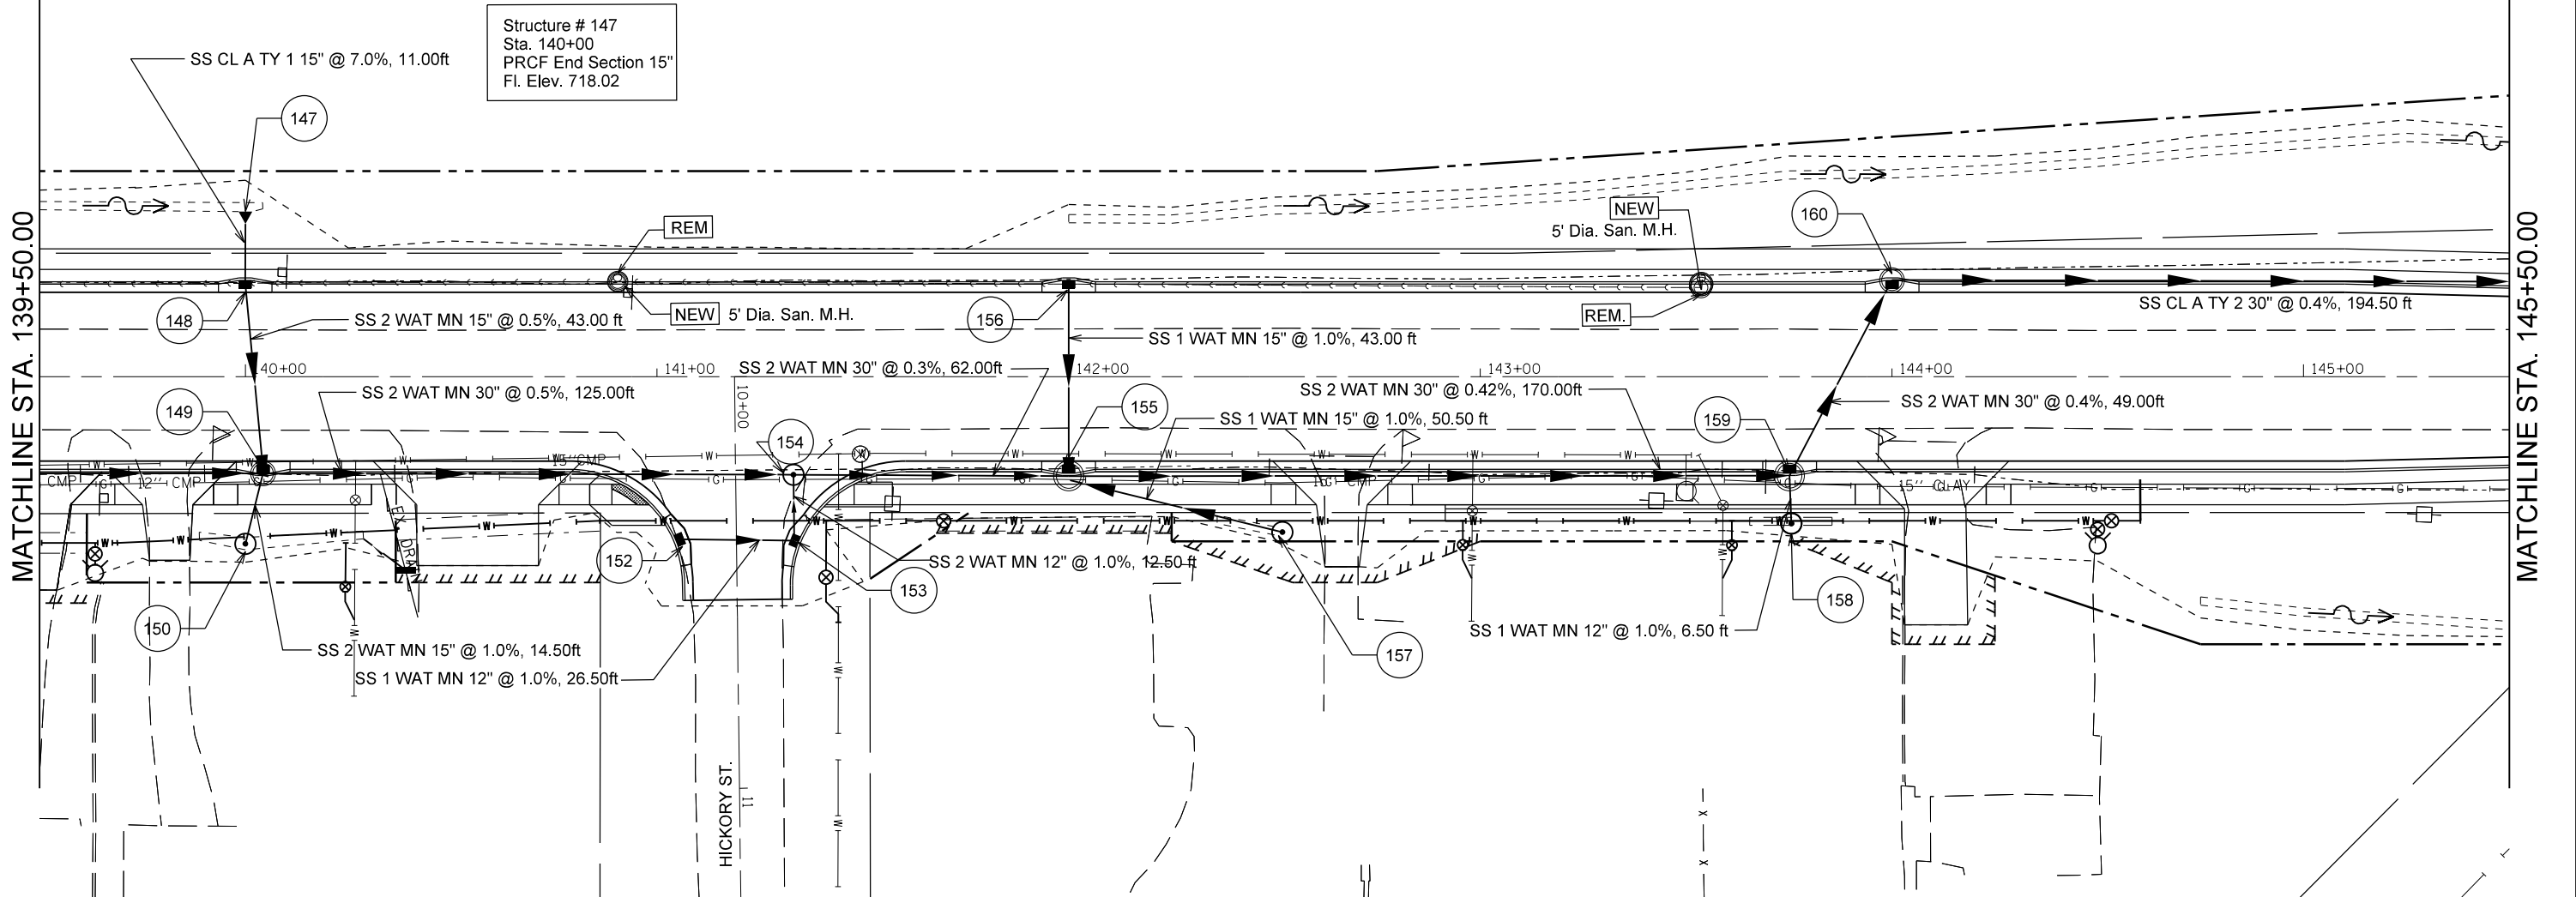 Structure # 147
Sta. 140+00
PRCF End Section 15"
Fl. Elev. 718.02
SS CL A TY 1 15" @ 7.0%, 11.00ft
147
REM
NEW
5' Dia. San. M.H.
160
148
SS 2 WAT MN 15" @ 0.5%, 43.00 ft
NEW 5' Dia. San. M.H.
156
REM.
SS CL A TY 2 30" @ 0.4%, 194.50 ft
SS 1 WAT MN 15" @ 1.0%, 43.00 ft
MATCHLINE STA. 139+50.00
MATCHLINE STA. 145+50.00
140+00
141+00
142+00
143+00
144+00
145+00
SS 2 WAT MN 30" @ 0.3%, 62.00ft
SS 2 WAT MN 30" @ 0.5%, 125.00ft
SS 2 WAT MN 30" @ 0.42%, 170.00ft
10+00
149
155
SS 1 WAT MN 15" @ 1.0%, 50.50 ft
159
SS 2 WAT MN 30" @ 0.4%, 49.00ft
154
15" CMP
CMP
12" CMP
CMP
15" CLAY
152
SS 2 WAT MN 12" @ 1.0%, 12.50 ft
153
158
150
SS 2 WAT MN 15" @ 1.0%, 14.50ft
SS 1 WAT MN 12" @ 1.0%, 6.50 ft
157
SS 1 WAT MN 12" @ 1.0%, 26.50ft
HICKORY ST.
11